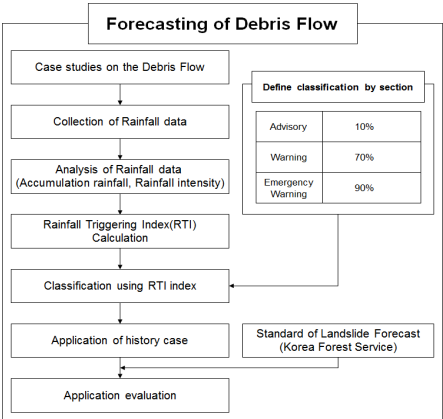 Forecasting of Debris Flow
Case studies on the Debris Flow
Collection of Rainfall data
Analysis of Rainfall data
(Accumulation rainfall, Rainfall intensity)
Rainfall Triggering Index(RTI)
Calculation
Classification using RTI index
Application of history case
Application evaluation
Define classification by section
Advisory 10%
Warning 70%
Emergency
Warning 90%
Standard of Landslide Forecast
(Korea Forest Service)